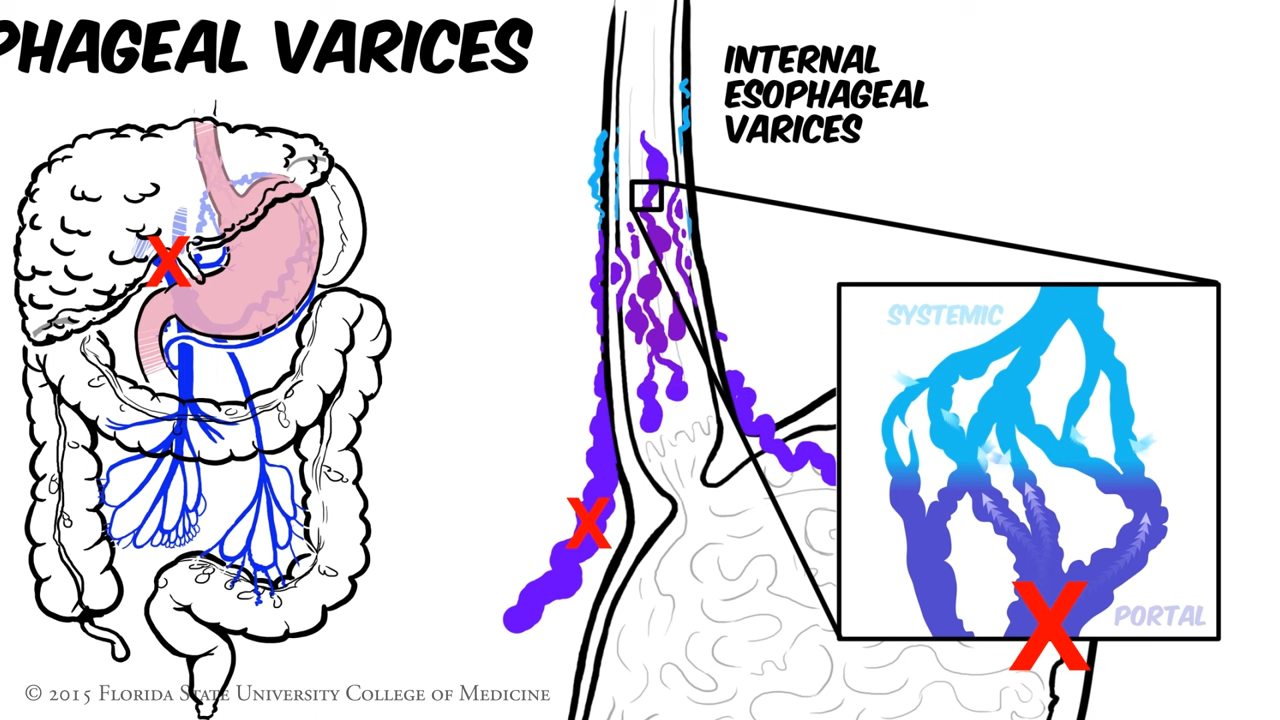 PHAGEAL VARICES
INTERNAL
ESOPHAGEAL
VARICES
SYSTEMIC
X
X
PORTAL
X
© 2015 Florida State University College of Medicine